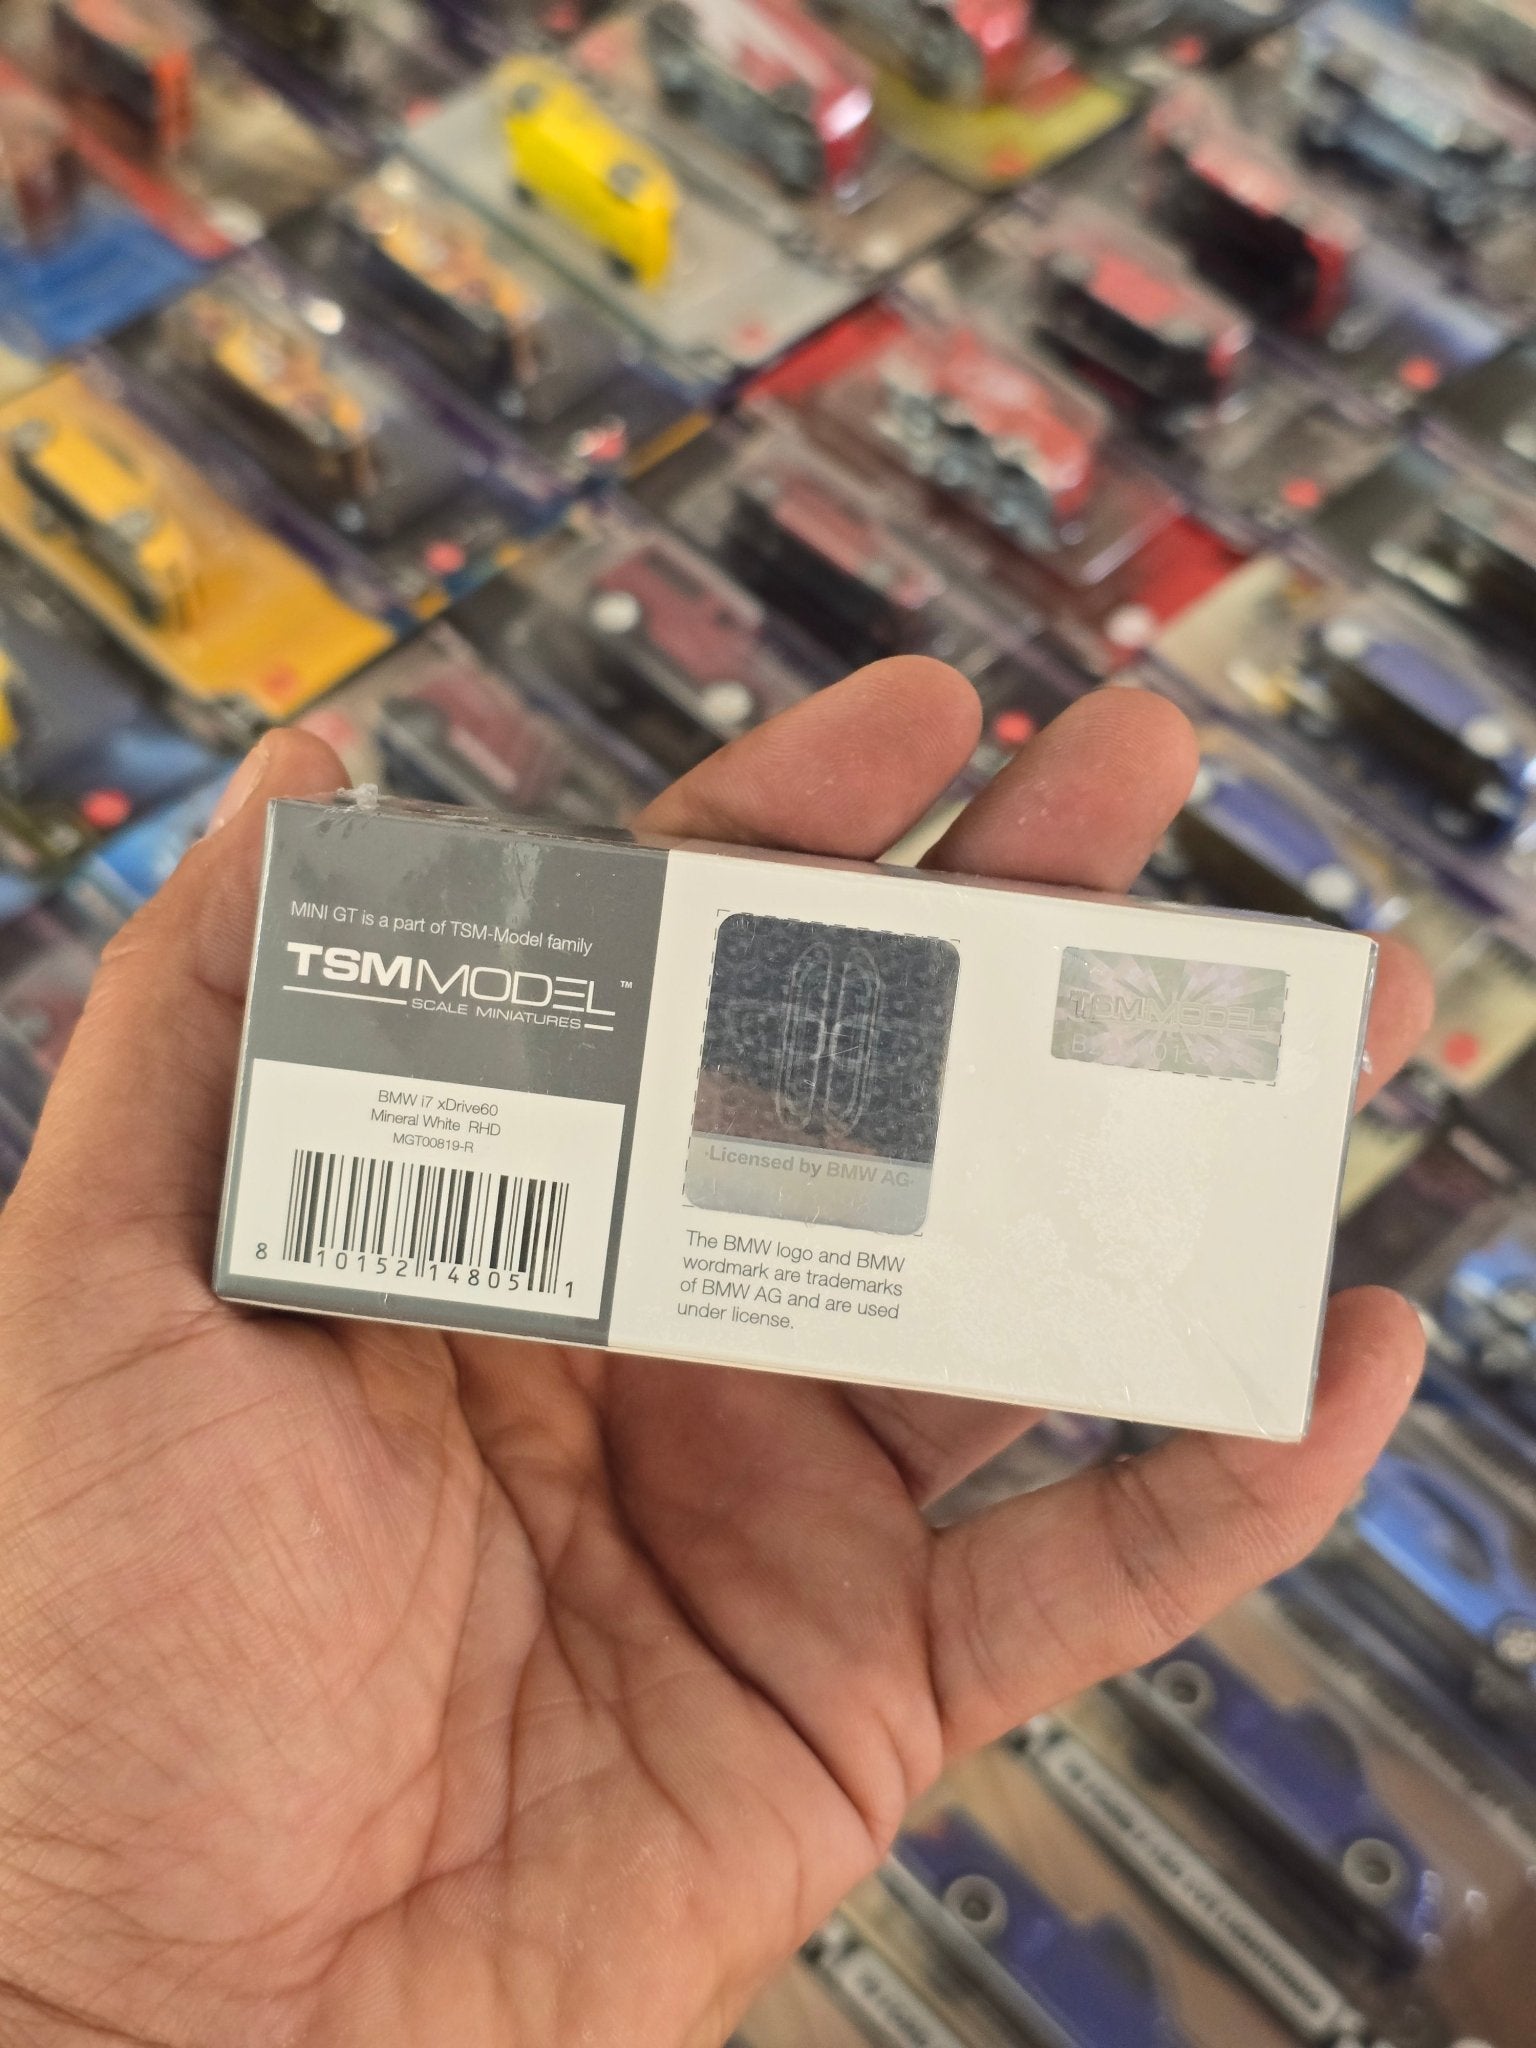 MINI GT is a part of TSM-Model family
TSMMODEL™
SCALE MINIATURES
BMW i7 xDrive60
Mineral White RHD
MGT00819-R
8 10152 14805 1
·Licensed by BMW AG·
The BMW logo and BMW
wordmark are trademarks
of BMW AG and are used
under license.
TSMMODEL